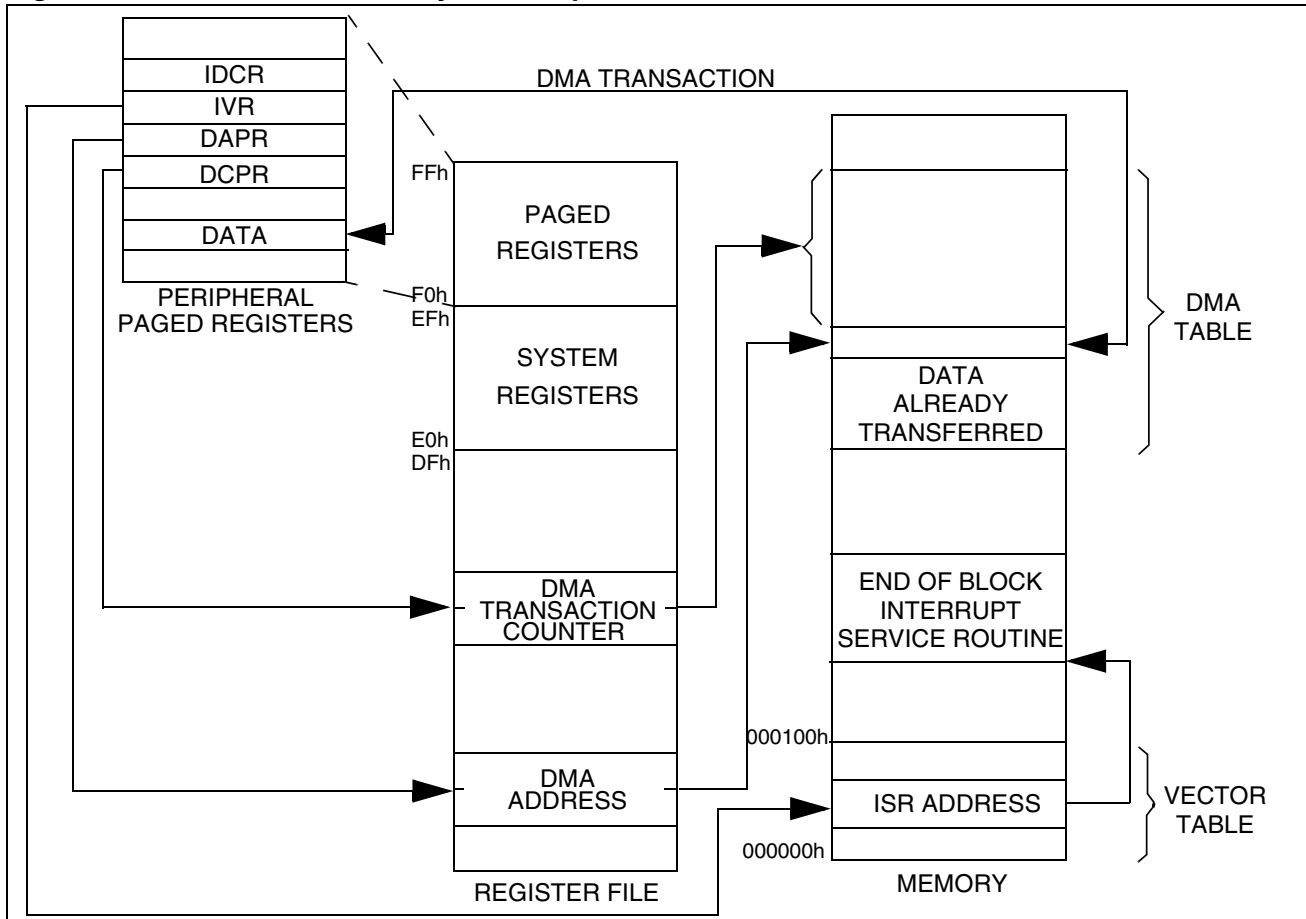 IDCR
IVR
DAPR
DCPR
DATA
PERIPHERAL
PAGED REGISTERS
DMA TRANSACTION
FFh
PAGED
REGISTERS
F0h
EFh
SYSTEM
REGISTERS
E0h
DFh
DMA
TRANSACTION
COUNTER
DMA
ADDRESS
REGISTER FILE
DMA
TABLE
DATA
ALREADY
TRANSFERRED
END OF BLOCK
INTERRUPT
SERVICE ROUTINE
000100h
ISR ADDRESS
VECTOR
TABLE
000000h
MEMORY